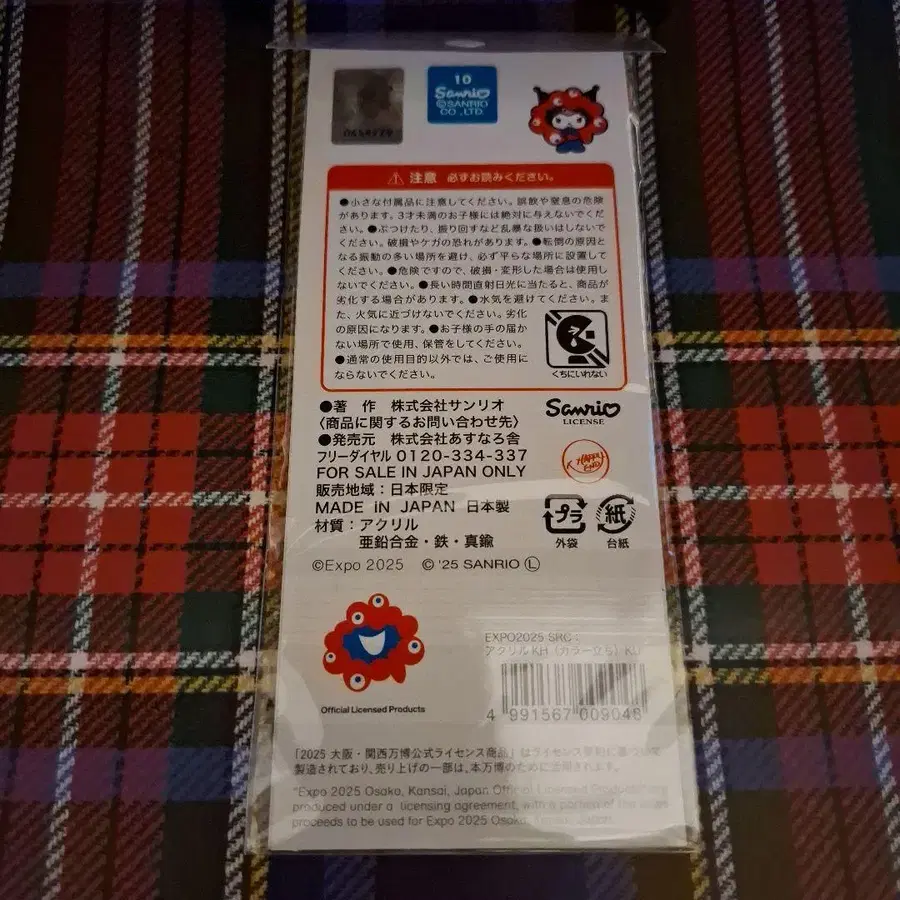 10
Sanrio
©SANRIO
CO.,LTD.
⚠ 注意 必ずお読みください。
●小さな付属品に注意してください。誤飲や窒息の危険
があります。3才未満のお子様には絶対に与えないでくだ
さい。●ぶつけたり、振り回すなど乱暴な扱いはしないで
ください。破損やケガの恐れがあります。●転倒の原因と
なる振動の多い場所を避け、必ず平らな場所に設置して
ください。●危険ですので、破損・変形した場合は使用し
ないでください。●長い時間直射日光に当たると、商品が
劣化する場合があります。●水気を避けてください。ま
た、火気に近づけないでください。劣化
の原因になります。●お子様の手の届か
ない場所で使用、保管をしてください。
●通常の使用目的以外では、ご使用に
ならないでください。
くちにいれない
●著 作 株式会社サンリオ
〈商品に関するお問い合わせ先〉
●発売元 株式会社あすなろ舎
フリーダイヤル 0120-334-337
FOR SALE IN JAPAN ONLY
販売地域：日本限定
MADE IN JAPAN 日本製
材質：アクリル
亜鉛合金・鉄・真鍮
Sanrio
LICENSE
HAPPY
END
プラ
外袋
紙
台紙
©Expo 2025 © '25 SANRIO Ⓛ
Official Licensed Products
EXPO2025 SRC：
アクリルKH（カラー立ち）KU
4 991567 009048
「2025 大阪・関西万博公式ライセンス商品」はライセンス契約に基づいて
製造されており、売り上げの一部は、本万博のために活用されます。
"Expo 2025 Osaka, Kansai, Japan Official Licensed Products" are
produced under a licensing agreement, with a portion of the sales
proceeds to be used for Expo 2025 Osaka, Kansai, Japan.